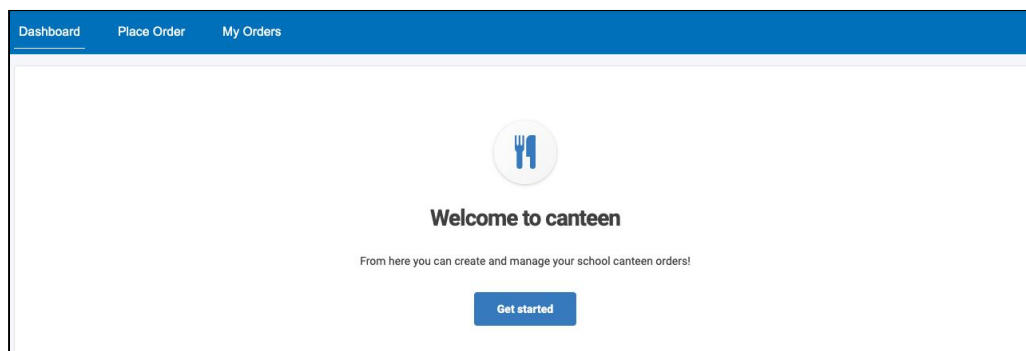 Dashboard Place Order My Orders
Welcome to canteen
From here you can create and manage your school canteen orders!
Get started